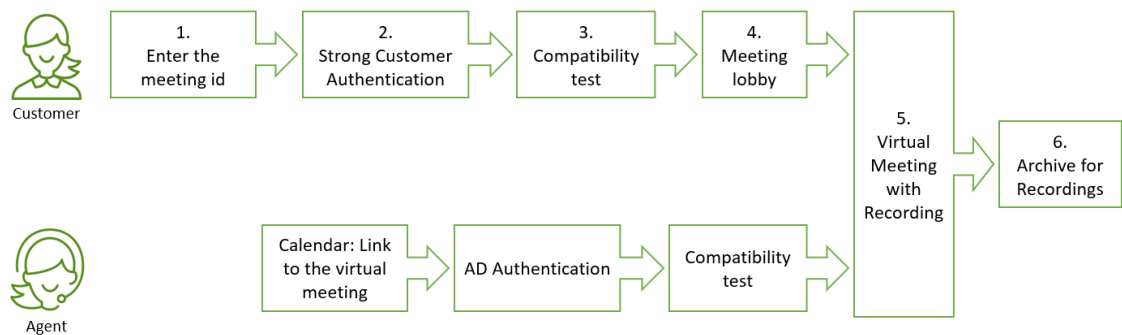 1.
Enter the
meeting id
2.
Strong Customer
Authentication
3.
Compatibility
test
4.
Meeting
lobby
Customer
5.
Virtual
Meeting
with
Recording
6.
Archive for
Recordings
Calendar: Link
to the virtual
meeting
AD Authentication
Compatibility
test
Agent